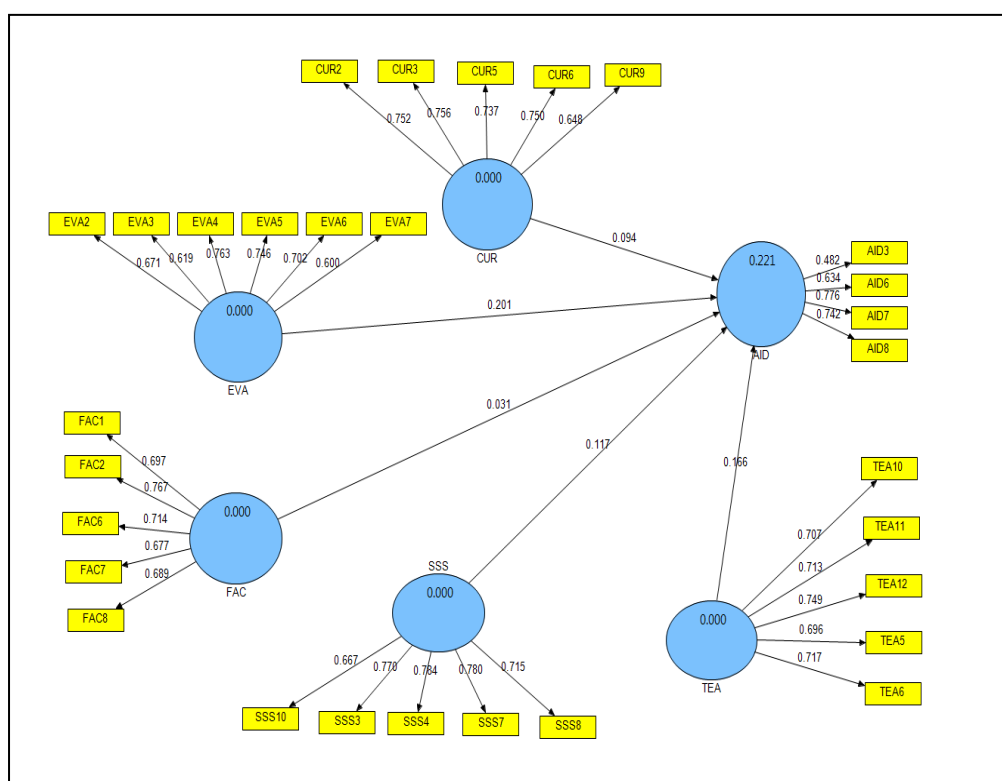 CUR2 CUR3 CUR5 CUR6 CUR9
0.752 0.756 0.737 0.750 0.648
0.000
CUR
EVA2 EVA3 EVA4 EVA5 EVA6 EVA7
0.671 0.619 0.763 0.746 0.702 0.600
0.000
EVA
0.094
0.201
0.221
AID
0.482 AID3
0.634 AID6
0.776 AID7
0.742 AID8
0.031
0.117
0.166
FAC1 0.697
FAC2 0.767
FAC6 0.714
FAC7 0.677
FAC8 0.689
0.000
FAC
SSS
0.000
0.667 0.770 0.784 0.780 0.715
SSS10 SSS3 SSS4 SSS7 SSS8
0.000
TEA
0.707 TEA10
0.713 TEA11
0.749 TEA12
0.696 TEA5
0.717 TEA6